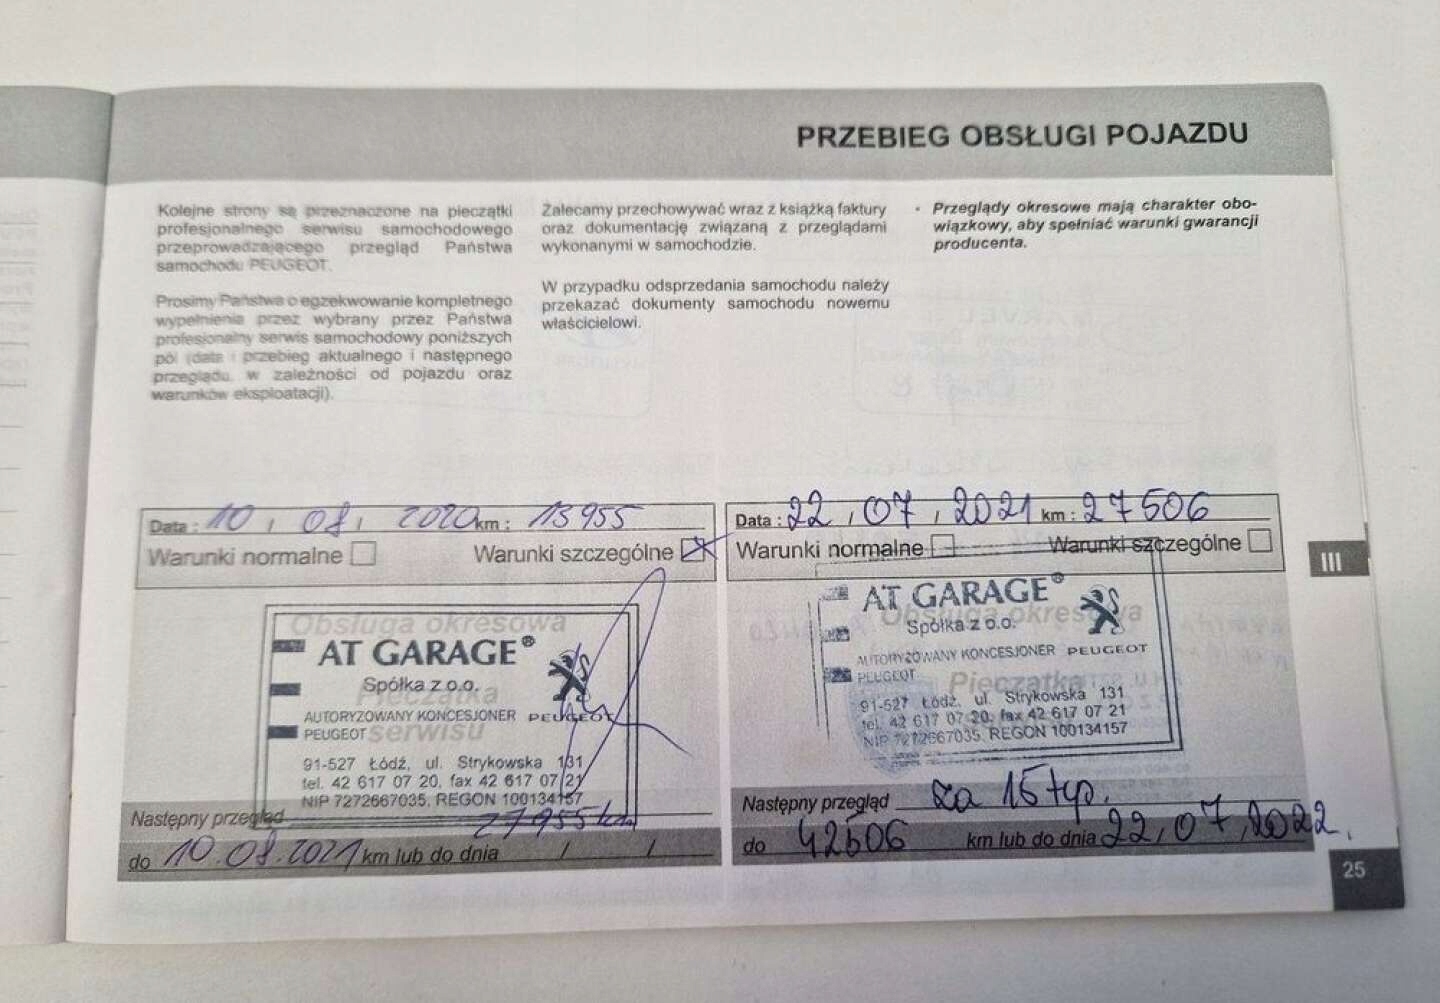 PRZEBIEG OBSŁUGI POJAZDU
Kolejne strony są przeznaczone na pieczątki
profesjonalnego serwisu samochodowego
przeprowadzającego przegląd Państwa
samochodu PEUGEOT.
Prosimy Państwa o egzekwowanie kompletnego
wypełnienia przez wybrany przez Państwa
profesjonalny serwis samochodowy poniższych
pól (data i przebieg aktualnego i następnego
przeglądu, w zależności od pojazdu oraz
warunków eksploatacji).
Zalecamy przechowywać wraz z książką faktury
oraz dokumentację związaną z przeglądami
wykonanymi w samochodzie.
W przypadku odsprzedania samochodu należy
przekazać dokumenty samochodu nowemu
właścicielowi.
• Przeglądy okresowe mają charakter obo-
wiązkowy, aby spełniać warunki gwarancji
producenta.
Data : 10 / 08 / 2020 km : 13955
Warunki normalne Warunki szczególne
Obsługa okresowa
AT GARAGE®
Spółka z o.o.
Pieczątka
AUTORYZOWANY KONCESJONER PEUGEOT
PEUGEOT
serwisu
91-527 Łódź, ul. Strykowska 131
tel. 42 617 07 20, fax 42 617 07 21
NIP 7272667035, REGON 100134157
Następny przegląd 27955 km
do 10.08.2021 km lub do dnia / /
Data : 22 / 07 / 2021 km : 27506
Warunki normalne Warunki szczególne
AT GARAGE®
Obsługa okresowa
Spółka z o.o.
AUTORYZOWANY KONCESJONER PEUGEOT
PEUGEOT
Pieczątka
91-527 Łódź, ul. Strykowska 131
tel. 42 617 07 20, fax 42 617 07 21
NIP 7272667035, REGON 100134157
Następny przegląd za 15 tyś.
do 42506 km lub do dnia 22/07/2022.
III
25